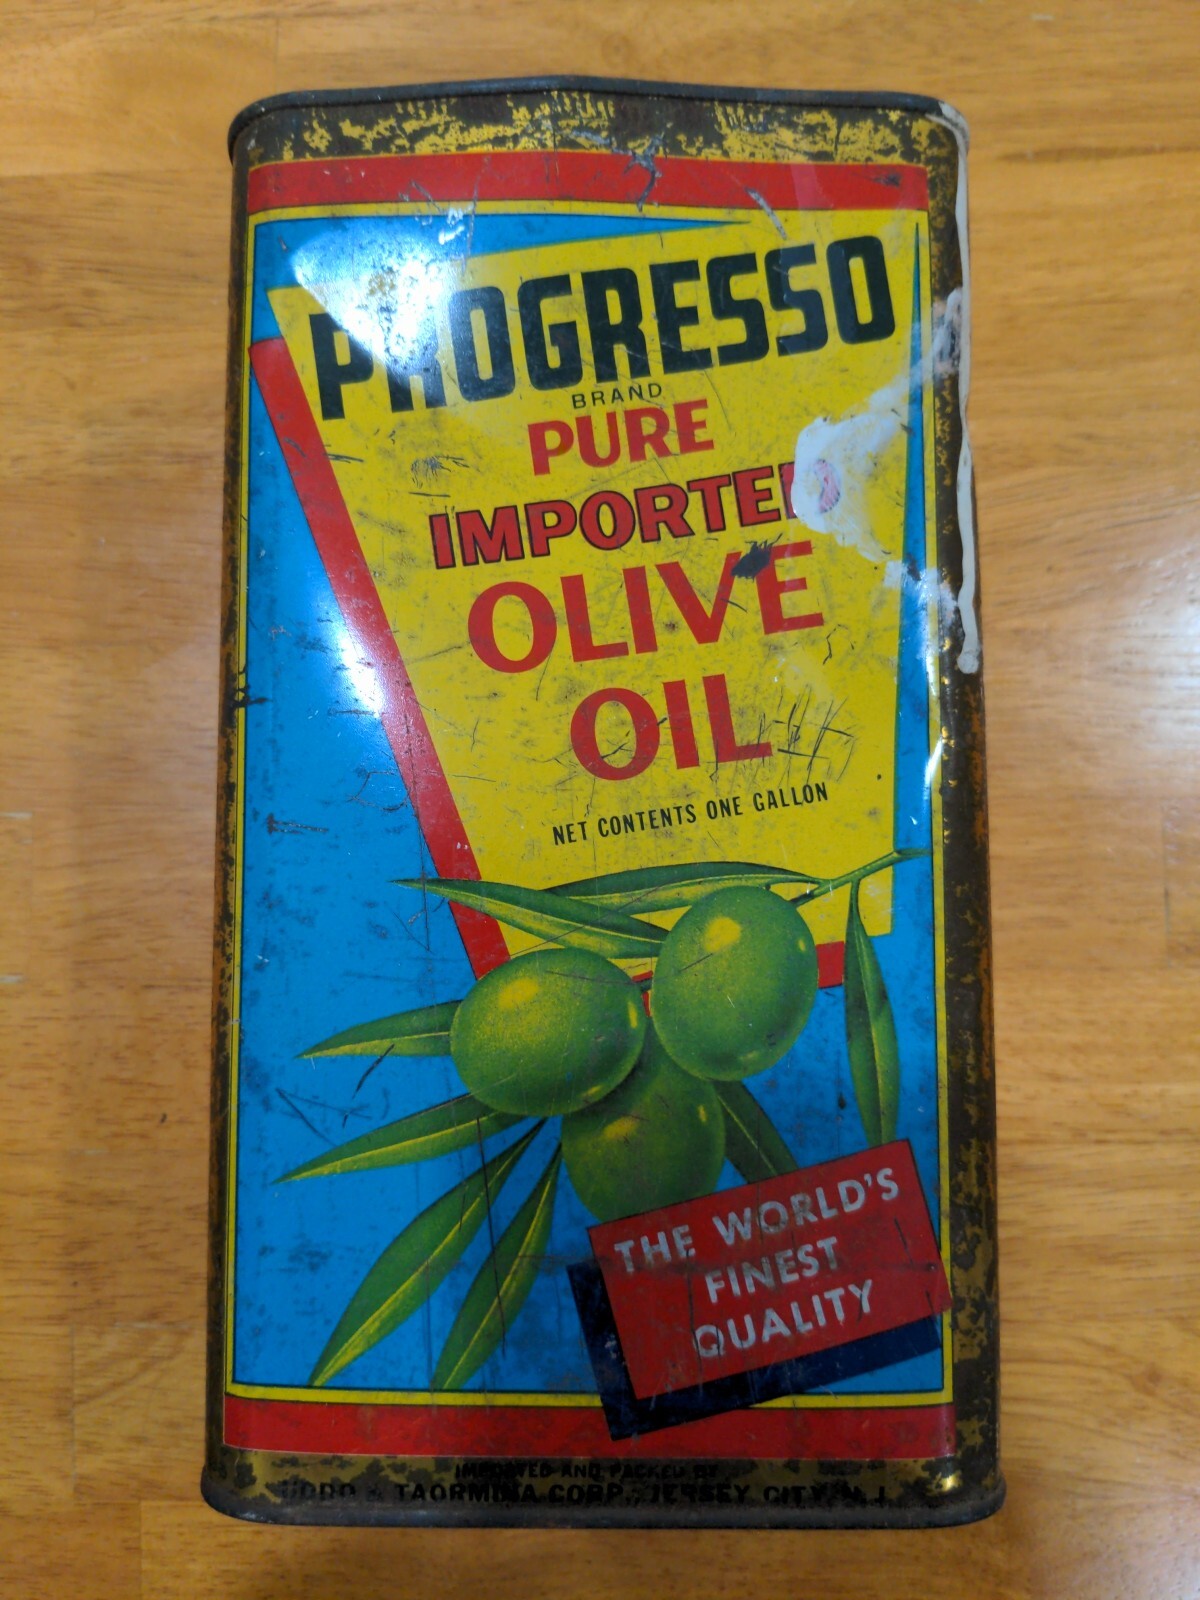 PROGRESSO
BRAND
PURE
IMPORTED
OLIVE
OIL
NET CONTENTS ONE GALLON
THE WORLD'S
FINEST
QUALITY
IMPORTED AND PACKED BY
UDDO & TAORMINA CORP., JERSEY CITY, N.J.